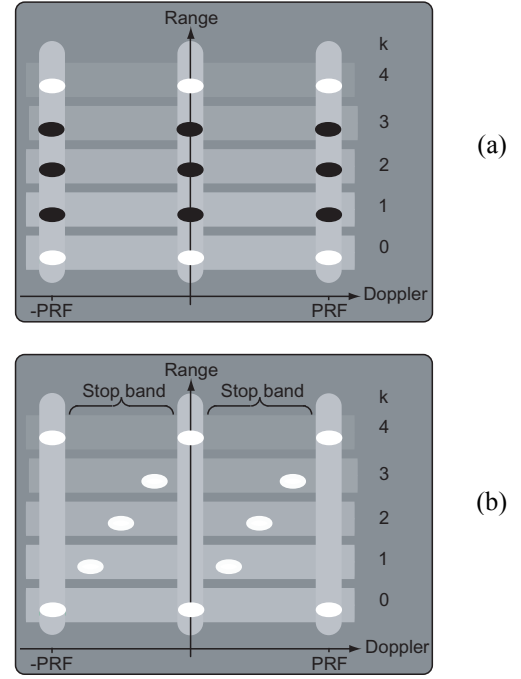 Range
k
4
3
2
1
0
Doppler
-PRF
PRF
(a)
Range
Stop band
Stop band
k
4
3
2
1
0
Doppler
-PRF
PRF
(b)